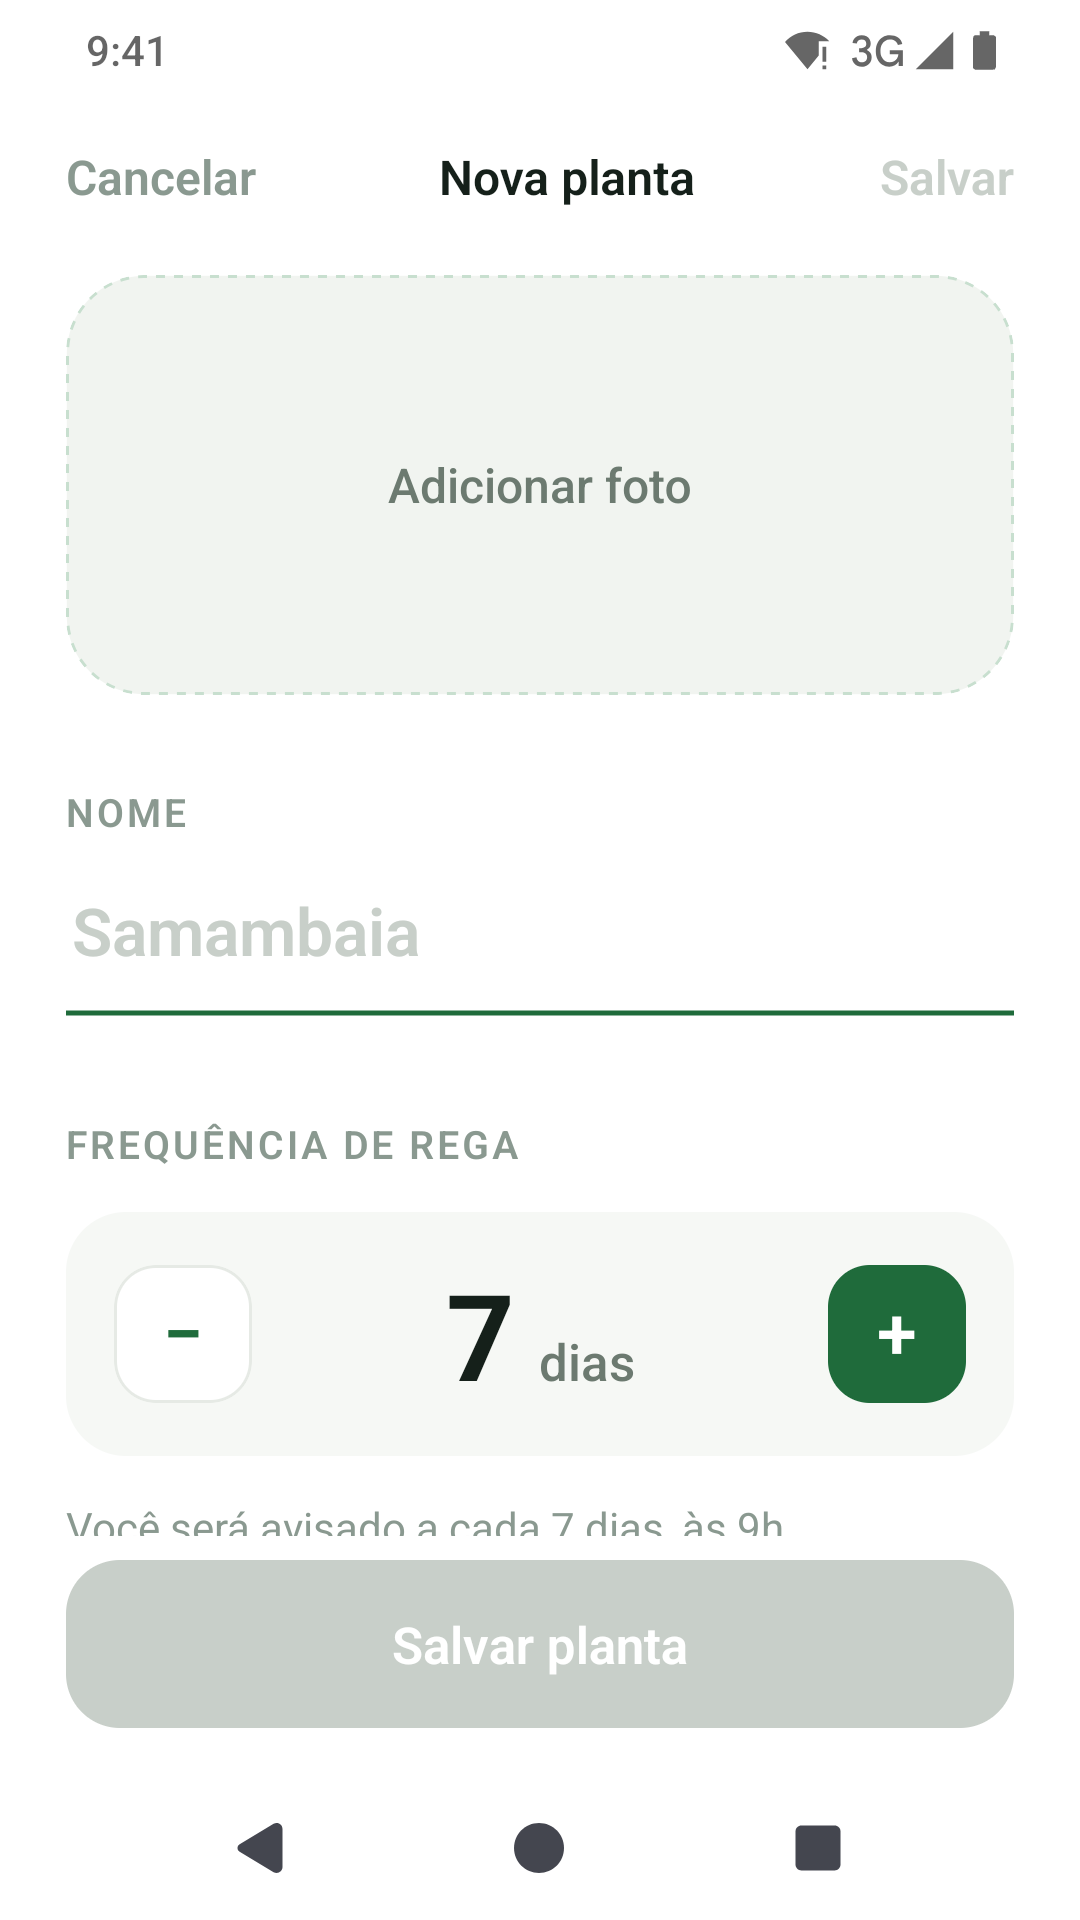 9:41 3G
Cancelar Nova planta Salvar
Adicionar foto
NOME
Samambaia
FREQUÊNCIA DE REGA
− 7 dias +
Você será avisado a cada 7 dias, às 9h
Salvar planta